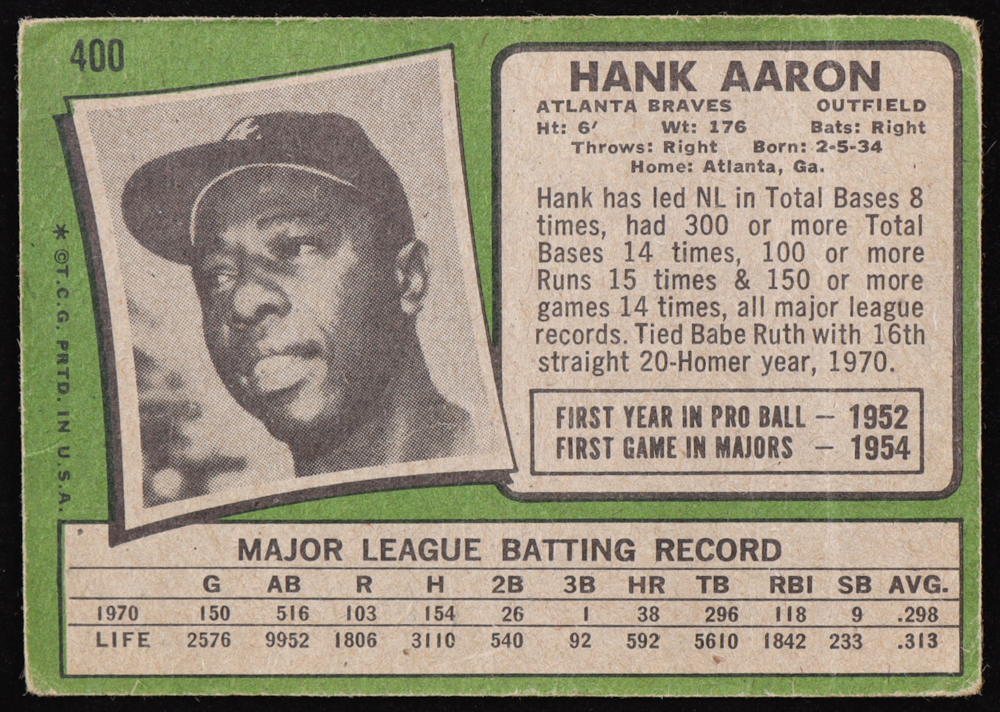 400
HANK AARON
ATLANTA BRAVES OUTFIELD
Ht: 6' Wt: 176 Bats: Right
Throws: Right Born: 2-5-34
Home: Atlanta, Ga.
Hank has led NL in Total Bases 8
times, had 300 or more Total
Bases 14 times, 100 or more
Runs 15 times & 150 or more
games 14 times, all major league
records. Tied Babe Ruth with 16th
straight 20-Homer year, 1970.
FIRST YEAR IN PRO BALL — 1952
FIRST GAME IN MAJORS — 1954
* ©T.C.G. PRTD. IN U.S.A.
MAJOR LEAGUE BATTING RECORD
G AB R H 2B 3B HR TB RBI SB AVG.
1970 150 516 103 154 26 1 38 296 118 9 .298
LIFE 2576 9952 1806 3110 540 92 592 5610 1842 233 .313